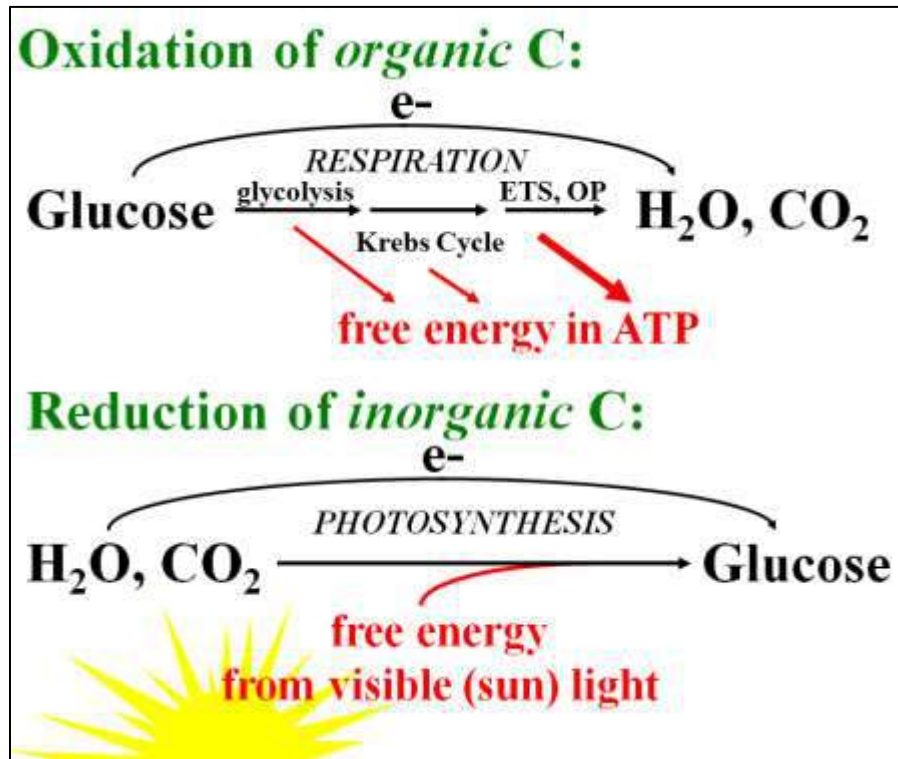 Oxidation of organic C:
e-
RESPIRATION
glycolysis
ETS, OP
Glucose
H₂O, CO₂
Krebs Cycle
free energy in ATP
Reduction of inorganic C:
e-
PHOTOSYNTHESIS
H₂O, CO₂
Glucose
free energy
from visible (sun) light